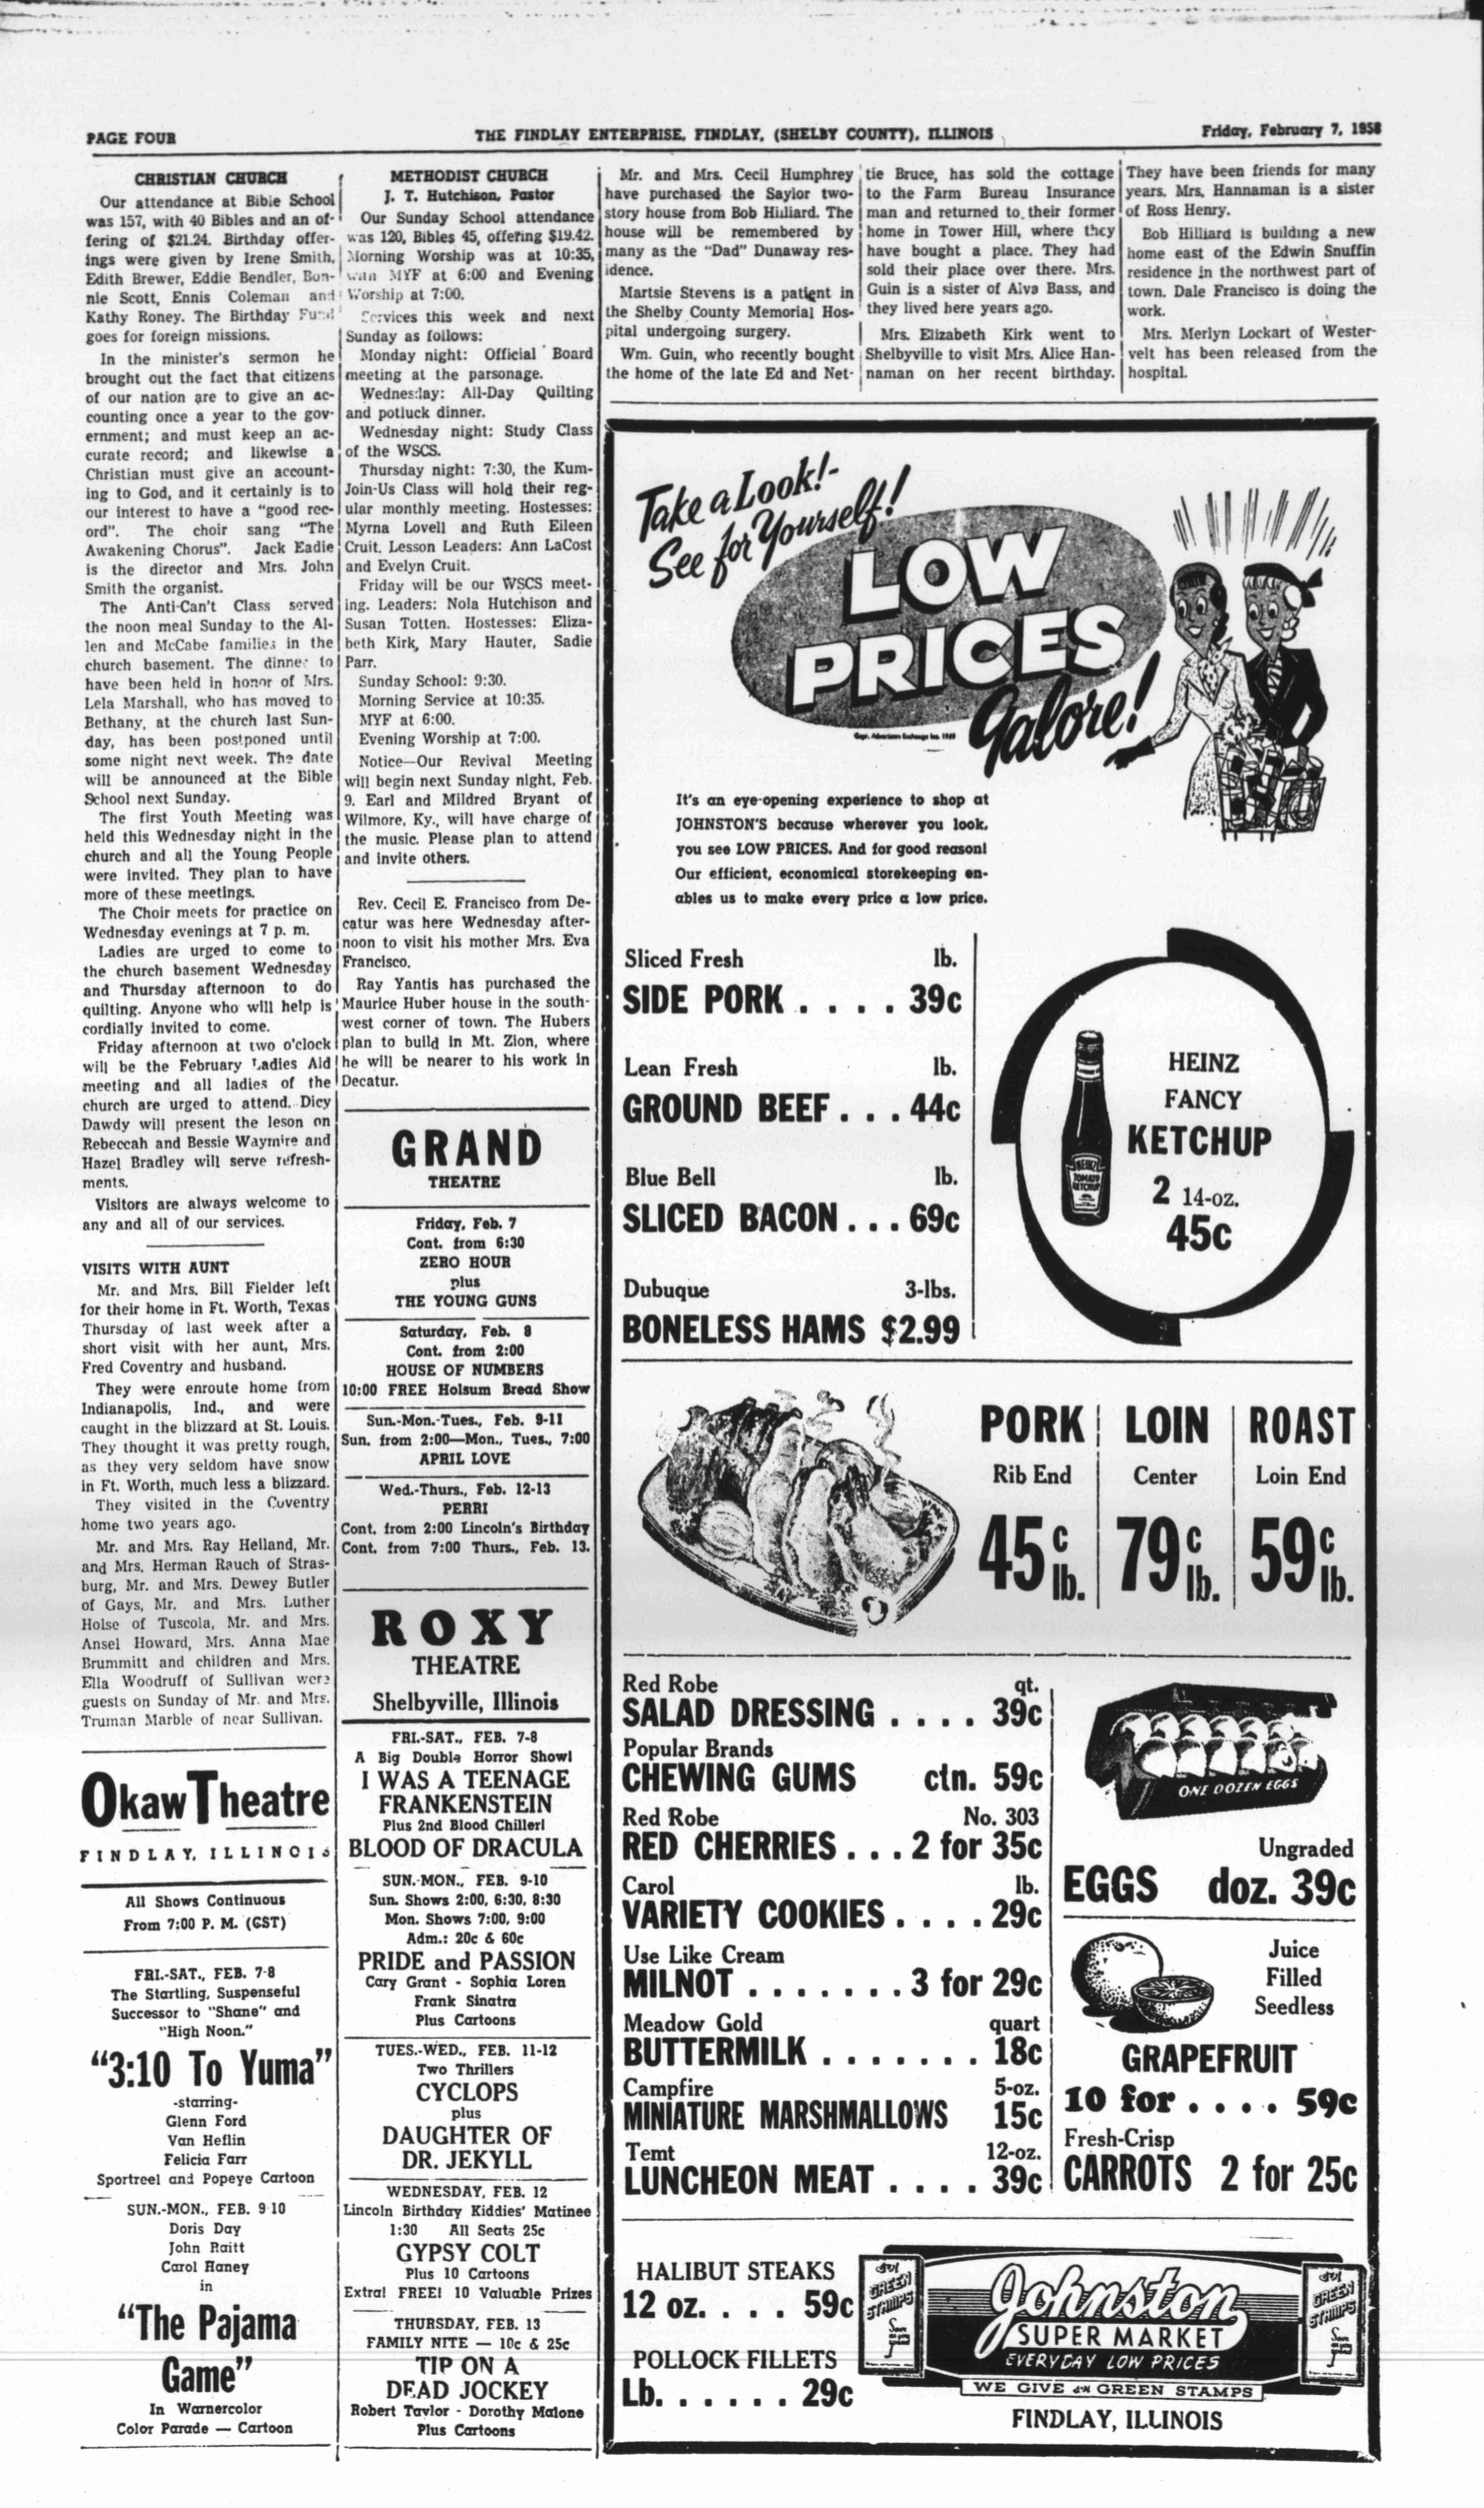 PAGE FOUR
THE FINDLAY ENTERPRISE, FINDLAY, (SHELBY COUNTY), ILLINOIS
Friday, February 7, 1958
CHRISTIAN CHURCH
Our attendance at Bible School
was 157, with 40 Bibles and an of-
fering of $21.24. Birthday offer-
ings were given by Irene Smith,
Edith Brewer, Eddie Bendler, Bon-
nie Scott, Ennis Coleman and
Kathy Roney. The Birthday Fund
goes for foreign missions.
In the minister's sermon he
brought out the fact that citizens
of our nation are to give an ac-
counting once a year to the gov-
ernment; and must keep an ac-
curate record; and likewise a
Christian must give an account-
ing to God, and it certainly is to
our interest to have a "good rec-
ord". The choir sang "The
Awakening Chorus". Jack Eadie
is the director and Mrs. John
Smith the organist.
The Anti-Can't Class served
the noon meal Sunday to the Al-
len and McCabe families in the
church basement. The dinner to
have been held in honor of Mrs.
Lela Marshall, who has moved to
Bethany, at the church last Sun-
day, has been postponed until
some night next week. The date
will be announced at the Bible
School next Sunday.
The first Youth Meeting was
held this Wednesday night in the
church and all the Young People
were invited. They plan to have
more of these meetings.
The Choir meets for practice on
Wednesday evenings at 7 p. m.
Ladies are urged to come to
the church basement Wednesday
and Thursday afternoon to do
quilting. Anyone who will help is
cordially invited to come.
Friday afternoon at two o'clock
will be the February Ladies Aid
meeting and all ladies of the
church are urged to attend. Dicy
Dawdy will present the leson on
Rebeccah and Bessie Waymire and
Hazel Bradley will serve refresh-
ments.
Visitors are always welcome to
any and all of our services.
VISITS WITH AUNT
Mr. and Mrs. Bill Fielder left
for their home in Ft. Worth, Texas
Thursday of last week after a
short visit with her aunt, Mrs.
Fred Coventry and husband.
They were enroute home from
Indianapolis, Ind., and were
caught in the blizzard at St. Louis.
They thought it was pretty rough,
as they very seldom have snow
in Ft. Worth, much less a blizzard.
They visited in the Coventry
home two years ago.
Mr. and Mrs. Ray Helland, Mr.
and Mrs. Herman Rauch of Stras-
burg, Mr. and Mrs. Dewey Butler
of Gays, Mr. and Mrs. Luther
Holse of Tuscola, Mr. and Mrs.
Ansel Howard, Mrs. Anna Mae
Brummitt and children and Mrs.
Ella Woodruff of Sullivan were
guests on Sunday of Mr. and Mrs.
Truman Marble of near Sullivan.
Okaw Theatre
FINDLAY, ILLINOIS
All Shows Continuous
From 7:00 P. M. (CST)
FRI.-SAT., FEB. 7-8
The Startling, Suspenseful
Successor to "Shane" and
"High Noon."
"3:10 To Yuma"
-starring-
Glenn Ford
Van Heflin
Felicia Farr
Sportreel and Popeye Cartoon
SUN.-MON., FEB. 9-10
Doris Day
John Raitt
Carol Haney
in
"The Pajama
Game"
In Warnercolor
Color Parade — Cartoon
METHODIST CHURCH
J. T. Hutchison, Pastor
Our Sunday School attendance
was 120, Bibles 45, offering $19.42.
Morning Worship was at 10:35,
with MYF at 6:00 and Evening
Worship at 7:00.
Services this week and next
Sunday as follows:
Monday night: Official Board
meeting at the parsonage.
Wednesday: All-Day Quilting
and potluck dinner.
Wednesday night: Study Class
of the WSCS.
Thursday night: 7:30, the Kum-
Join-Us Class will hold their reg-
ular monthly meeting. Hostesses:
Myrna Lovell and Ruth Eileen
Cruit. Lesson Leaders: Ann LaCost
and Evelyn Cruit.
Friday will be our WSCS meet-
ing. Leaders: Nola Hutchison and
Susan Totten. Hostesses: Eliza-
beth Kirk, Mary Hauter, Sadie
Parr.
Sunday School: 9:30.
Morning Service at 10:35.
MYF at 6:00.
Evening Worship at 7:00.
Notice—Our Revival Meeting
will begin next Sunday night, Feb.
9. Earl and Mildred Bryant of
Wilmore, Ky., will have charge of
the music. Please plan to attend
and invite others.
Rev. Cecil E. Francisco from De-
catur was here Wednesday after-
noon to visit his mother Mrs. Eva
Francisco.
Ray Yantis has purchased the
Maurice Huber house in the south-
west corner of town. The Hubers
plan to build in Mt. Zion, where
he will be nearer to his work in
Decatur.
GRAND
THEATRE
Friday, Feb. 7
Cont. from 6:30
ZERO HOUR
plus
THE YOUNG GUNS
Saturday, Feb. 8
Cont. from 2:00
HOUSE OF NUMBERS
10:00 FREE Holsum Bread Show
Sun.-Mon.-Tues., Feb. 9-11
Sun. from 2:00—Mon., Tues., 7:00
APRIL LOVE
Wed.-Thurs., Feb. 12-13
PERRI
Cont. from 2:00 Lincoln's Birthday
Cont. from 7:00 Thurs., Feb. 13.
ROXY
THEATRE
Shelbyville, Illinois
FRI.-SAT., FEB. 7-8
A Big Double Horror Show!
I WAS A TEENAGE
FRANKENSTEIN
Plus 2nd Blood Chiller!
BLOOD OF DRACULA
SUN.-MON., FEB. 9-10
Sun. Shows 2:00, 6:30, 8:30
Mon. Shows 7:00, 9:00
Adm.: 20c & 60c
PRIDE and PASSION
Cary Grant - Sophia Loren
Frank Sinatra
Plus Cartoons
TUES.-WED., FEB. 11-12
Two Thrillers
CYCLOPS
plus
DAUGHTER OF
DR. JEKYLL
WEDNESDAY, FEB. 12
Lincoln Birthday Kiddies' Matinee
1:30 All Seats 25c
GYPSY COLT
Plus 10 Cartoons
Extra! FREE! 10 Valuable Prizes
THURSDAY, FEB. 13
FAMILY NITE — 10c & 25c
TIP ON A
DEAD JOCKEY
Robert Taylor - Dorothy Malone
Plus Cartoons
Mr. and Mrs. Cecil Humphrey
have purchased the Saylor two-
story house from Bob Hilliard. The
house will be remembered by
many as the "Dad" Dunaway res-
idence.
Martsie Stevens is a patient in
the Shelby County Memorial Hos-
pital undergoing surgery.
Wm. Guin, who recently bought
the home of the late Ed and Net-
tie Bruce, has sold the cottage
to the Farm Bureau Insurance
man and returned to their former
home in Tower Hill, where they
have bought a place. They had
sold their place over there. Mrs.
Guin is a sister of Alva Bass, and
they lived here years ago.
Mrs. Elizabeth Kirk went to
Shelbyville to visit Mrs. Alice Han-
naman on her recent birthday.
They have been friends for many
years. Mrs. Hannaman is a sister
of Ross Henry.
Bob Hilliard is building a new
home east of the Edwin Snuffin
residence in the northwest part of
town. Dale Francisco is doing the
work.
Mrs. Merlyn Lockart of Wester-
velt has been released from the
hospital.
Take a Look!-
See for Yourself!
LOW
PRICES
Galore!
It's an eye-opening experience to shop at
JOHNSTON'S because wherever you look,
you see LOW PRICES. And for good reason!
Our efficient, economical storekeeping en-
ables us to make every price a low price.
Sliced Fresh lb.
SIDE PORK . . . . 39c
Lean Fresh lb.
GROUND BEEF . . . 44c
Blue Bell lb.
SLICED BACON . . . 69c
Dubuque 3-lbs.
BONELESS HAMS $2.99
HEINZ
FANCY
KETCHUP
2 14-oz.
45c
HEINZ
TOMATO
KETCHUP
PORK LOIN ROAST
Rib End Center Loin End
45c lb. 79c lb. 59c lb.
Red Robe qt.
SALAD DRESSING . . . . 39c
Popular Brands
CHEWING GUMS ctn. 59c
Red Robe No. 303
RED CHERRIES . . . 2 for 35c
Carol lb.
VARIETY COOKIES . . . . 29c
Use Like Cream
MILNOT . . . . . . . 3 for 29c
Meadow Gold quart
BUTTERMILK . . . . . . . 18c
Campfire 5-oz.
MINIATURE MARSHMALLOWS 15c
Temt 12-oz.
LUNCHEON MEAT . . . . 39c
ONE DOZEN EGGS
Ungraded
EGGS doz. 39c
Juice
Filled
Seedless
GRAPEFRUIT
10 for . . . . 59c
Fresh-Crisp
CARROTS 2 for 25c
HALIBUT STEAKS
12 oz. . . . . 59c
POLLOCK FILLETS
Lb. . . . . . . 29c
GREEN
STAMPS
Johnston
SUPER MARKET
EVERYDAY LOW PRICES
WE GIVE S&H GREEN STAMPS
GREEN
STAMPS
FINDLAY, ILLINOIS